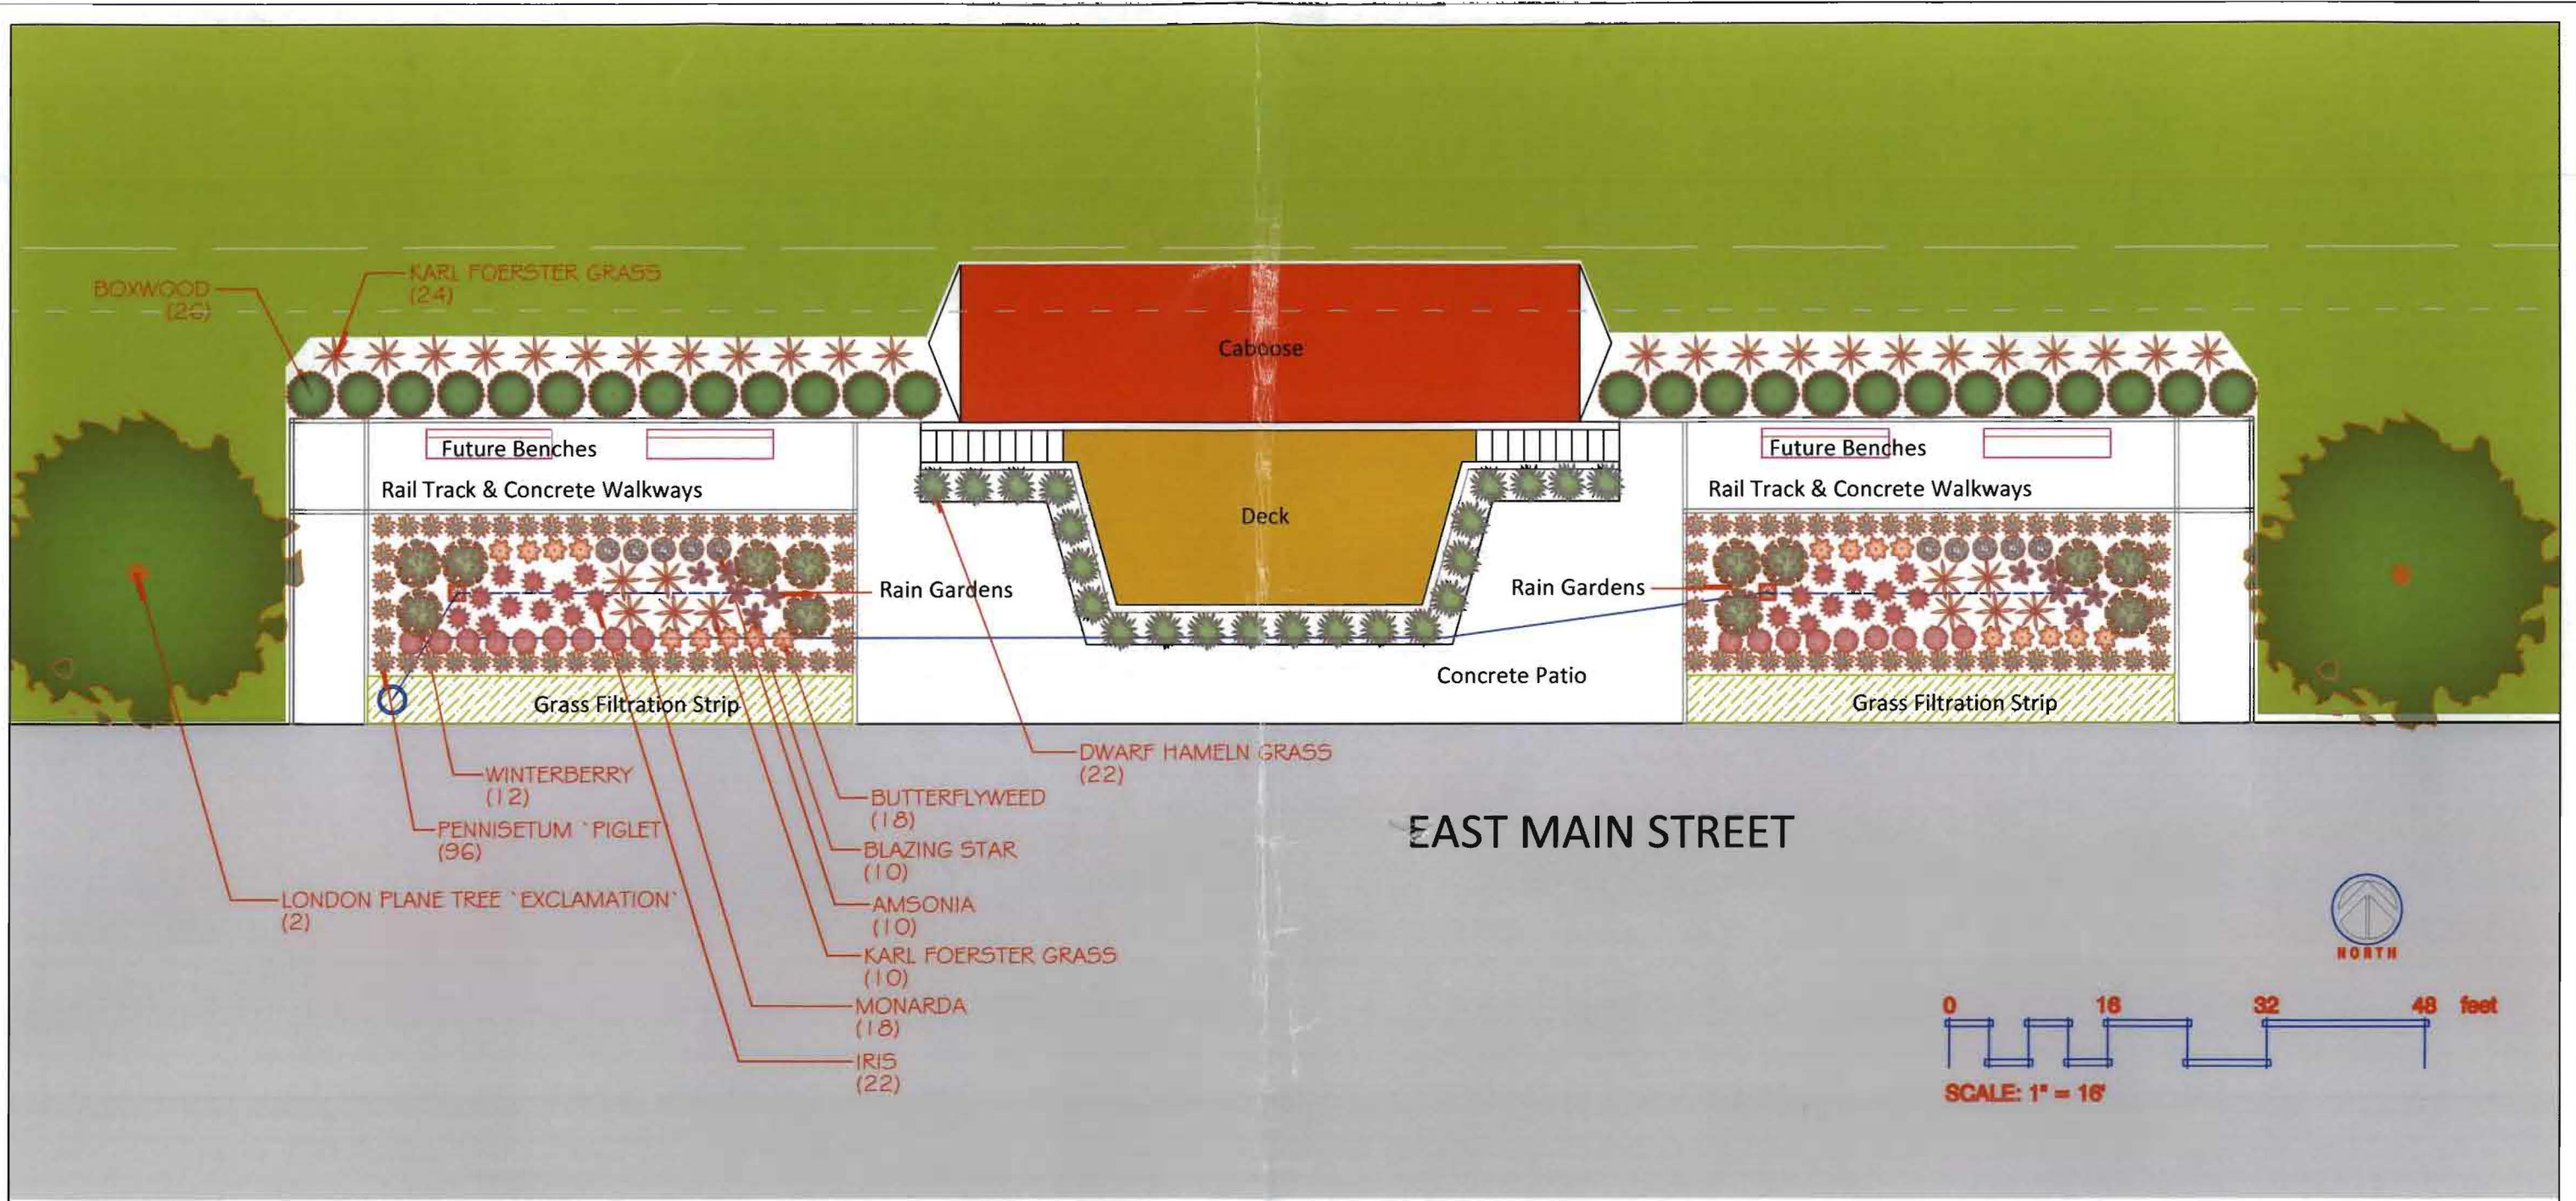 KARL FOERSTER GRASS
(24)
BOXWOOD
(26)
Caboose
Future Benches
Future Benches
Rail Track & Concrete Walkways
Rail Track & Concrete Walkways
Deck
Rain Gardens
Rain Gardens
Concrete Patio
Grass Filtration Strip
Grass Filtration Strip
DWARF HAMELN GRASS
(22)
WINTERBERRY
(12)
BUTTERFLYWEED
(18)
PENNISETUM `PIGLET`
(96)
EAST MAIN STREET
BLAZING STAR
(10)
LONDON PLANE TREE `EXCLAMATION`
(2)
AMSONIA
(10)
KARL FOERSTER GRASS
(10)
NORTH
MONARDA
(18)
0 16 32 48 feet
IRIS
(22)
SCALE: 1" = 16'